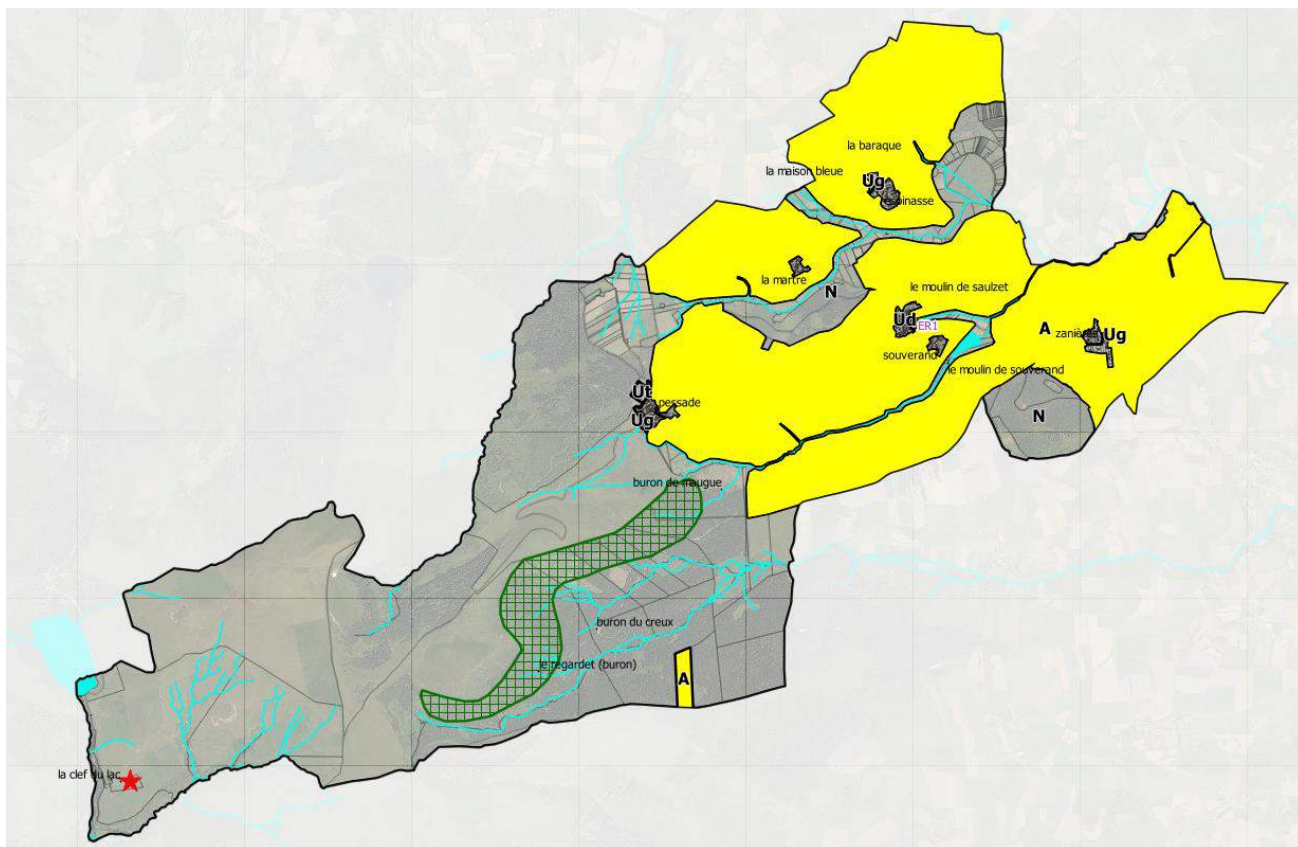 la baraque
la maison bleue
Ug
la martre
N
le moulin de saulzet
Ud
ER1
A
Ug
souverand
le moulin de souverand
Ut
pessade
Ug
N
buron de maugue
buron du creux
le regardet (buron)
A
la clef du lac